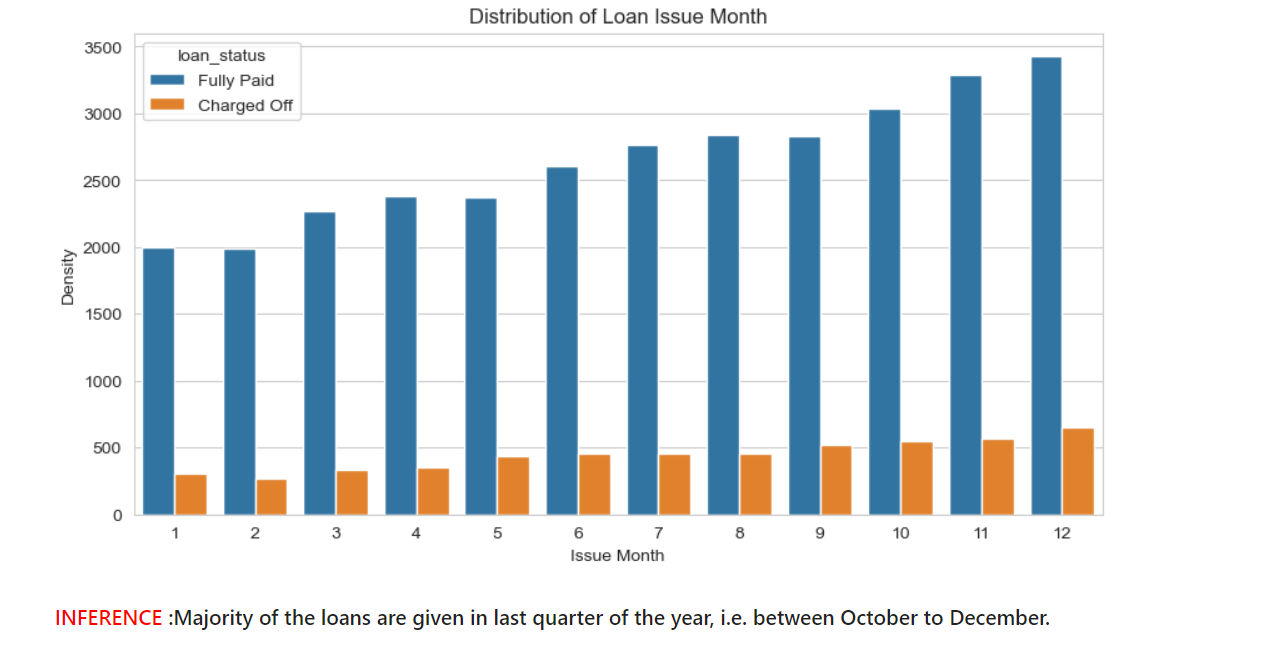 Distribution of Loan Issue Month
loan_status
Fully Paid
Charged Off
3500
3000
2500
2000
1500
1000
500
0
Density
1 2 3 4 5 6 7 8 9 10 11 12
Issue Month
INFERENCE :Majority of the loans are given in last quarter of the year, i.e. between October to December.